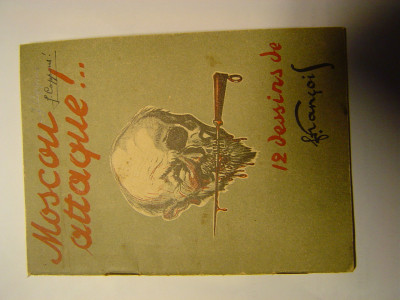 Moscou
attaque!..
12 dessins de
françois